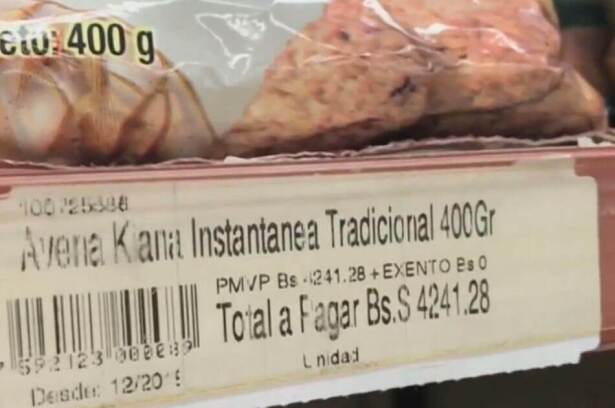 400 g
Avena Kiana Instantanea Tradicional 400Gr
PMVP Bs 4241.28 + EXENTO Bs 0
Total a Pagar Bs.S 4241.28
Unidad
Desde: 12/20